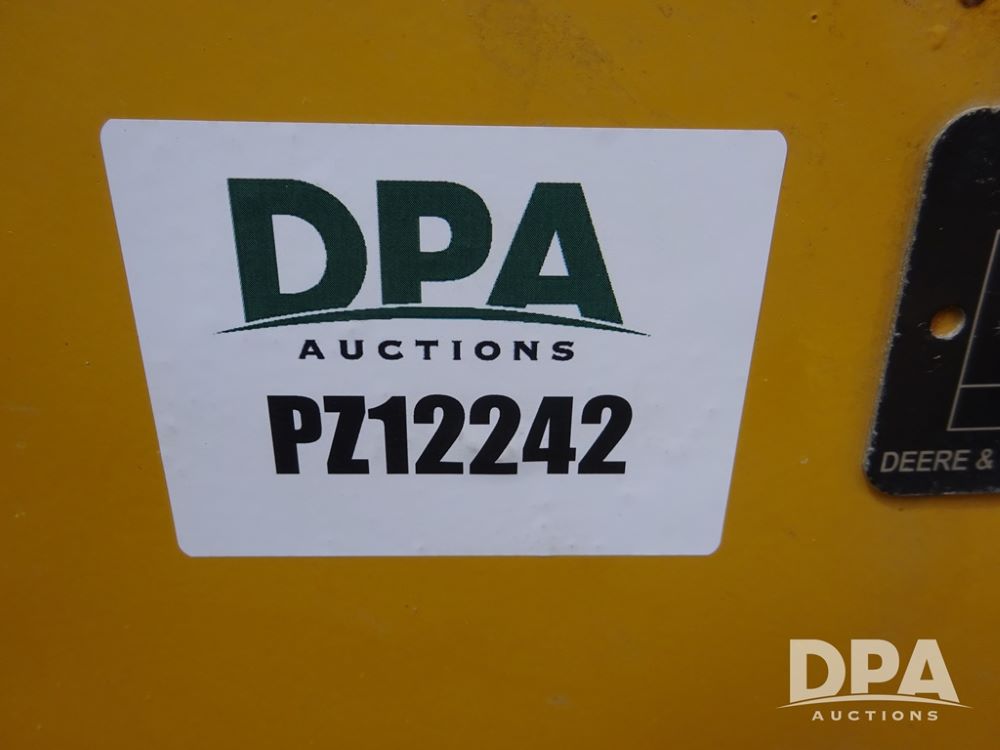 DPA
AUCTIONS
PZ12242
DEERE &
DPA
AUCTIONS